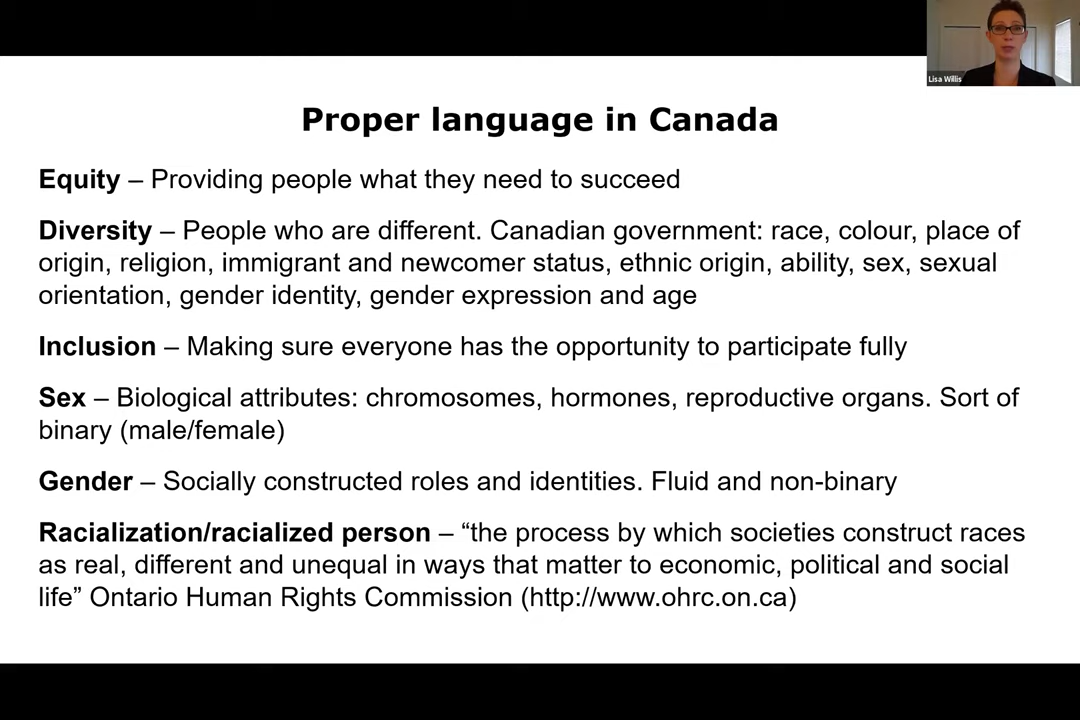 Lisa Willis
Proper language in Canada
Equity – Providing people what they need to succeed
Diversity – People who are different. Canadian government: race, colour, place of
origin, religion, immigrant and newcomer status, ethnic origin, ability, sex, sexual
orientation, gender identity, gender expression and age
Inclusion – Making sure everyone has the opportunity to participate fully
Sex – Biological attributes: chromosomes, hormones, reproductive organs. Sort of
binary (male/female)
Gender – Socially constructed roles and identities. Fluid and non-binary
Racialization/racialized person – “the process by which societies construct races
as real, different and unequal in ways that matter to economic, political and social
life” Ontario Human Rights Commission (http://www.ohrc.on.ca)